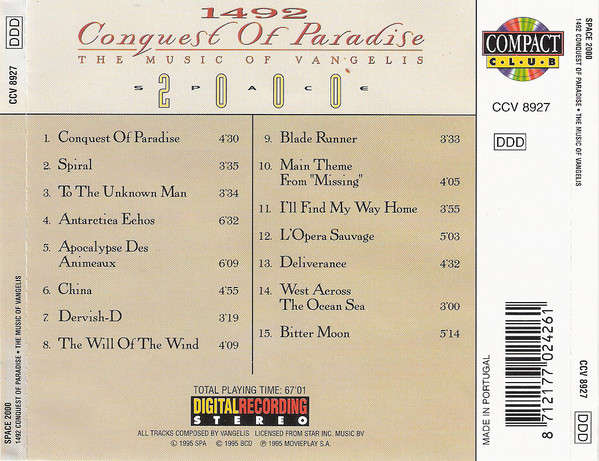 DDD
CCV 8927
SPACE 2000
1492 CONQUEST OF PARADISE • THE MUSIC OF VANGELIS
1492
Conquest Of Paradise
THE MUSIC OF VANGELIS
SPACE
2000
1. Conquest Of Paradise 4'30
2. Spiral 3'35
3. To The Unknown Man 3'34
4. Antarctica Echos 6'32
5. Apocalypse Des
Animeaux 6'09
6. China 4'55
7. Dervish-D 3'19
8. The Will Of The Wind 4'09
9. Blade Runner 3'33
10. Main Theme
From "Missing" 4'05
11. I'll Find My Way Home 3'55
12. L'Opera Sauvage 5'03
13. Deliverance 4'32
14. West Across
The Ocean Sea 3'00
15. Bitter Moon 5'14
TOTAL PLAYING TIME: 67'01
DIGITAL RECORDING
STEREO
ALL TRACKS COMPOSED BY VANGELIS LICENSED FROM STAR INC. MUSIC BV
© 1995 SPA © 1995 BCD ℗ 1995 MOVIEPLAY S.A.
COMPACT
CLUB
CCV 8927
DDD
MADE IN PORTUGAL
8 712177 024261
SPACE 2000
1492 CONQUEST OF PARADISE • THE MUSIC OF VANGELIS
CCV 8927
DDD